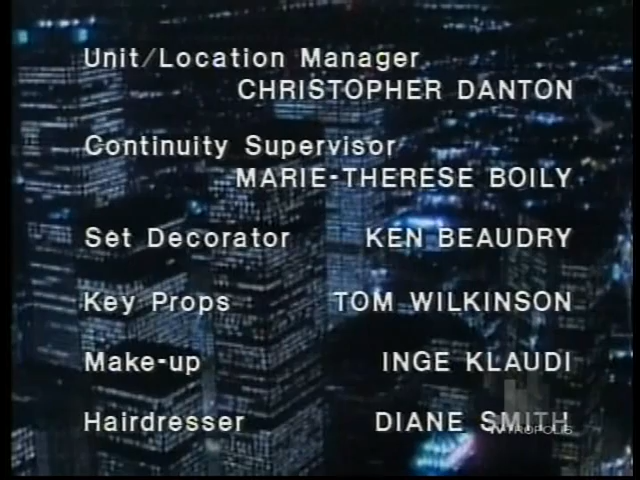 Unit/Location Manager
CHRISTOPHER DANTON
Continuity Supervisor
MARIE-THERESE BOILY
Set Decorator KEN BEAUDRY
Key Props TOM WILKINSON
Make-up INGE KLAUDI
Hairdresser DIANE SMITH
TVTROPOLIS